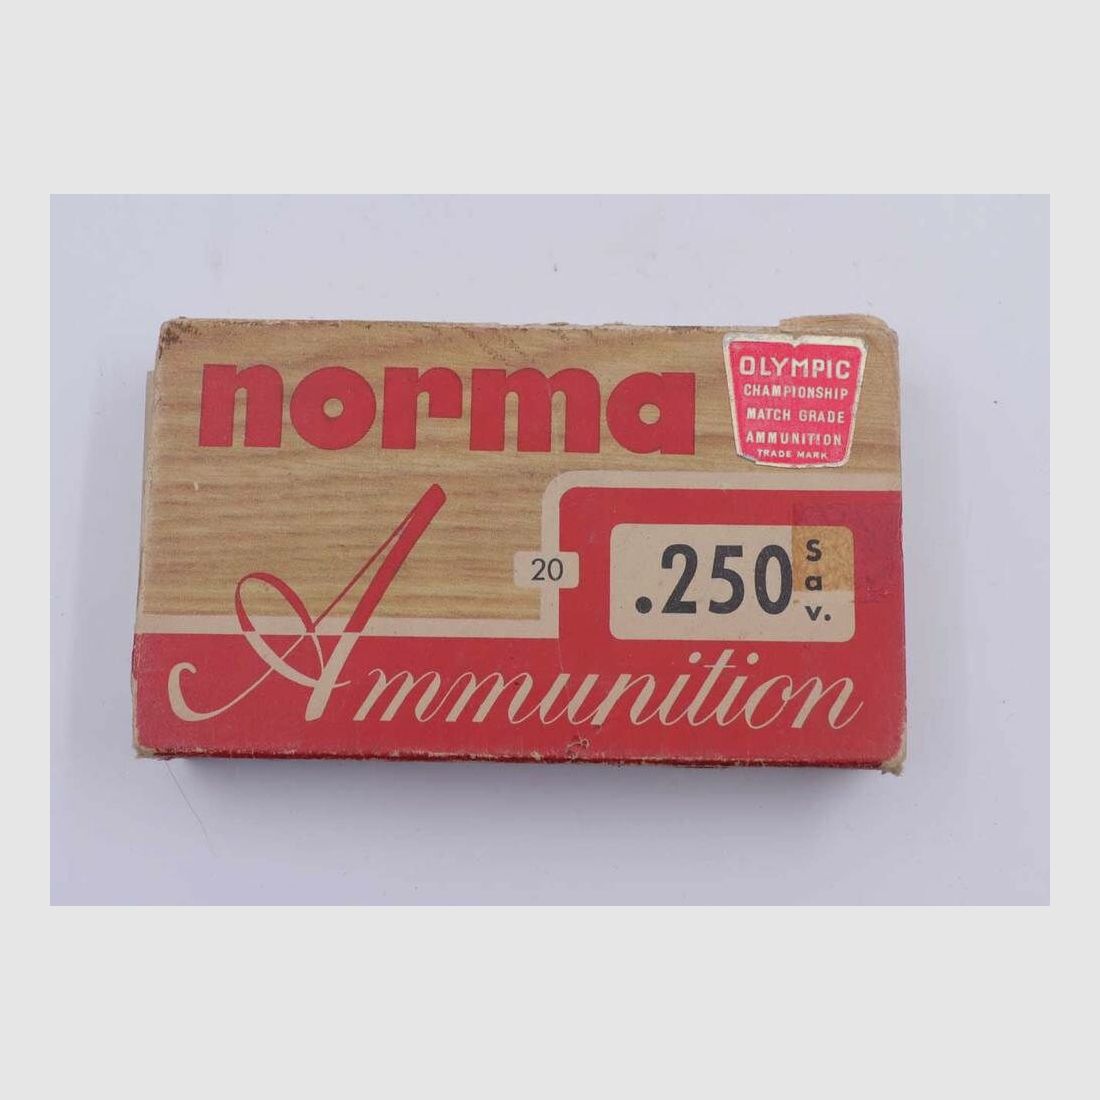 norma
OLYMPIC
CHAMPIONSHIP
MATCH GRADE
AMMUNITION
TRADE MARK
20
.250 Sav.
Ammunition